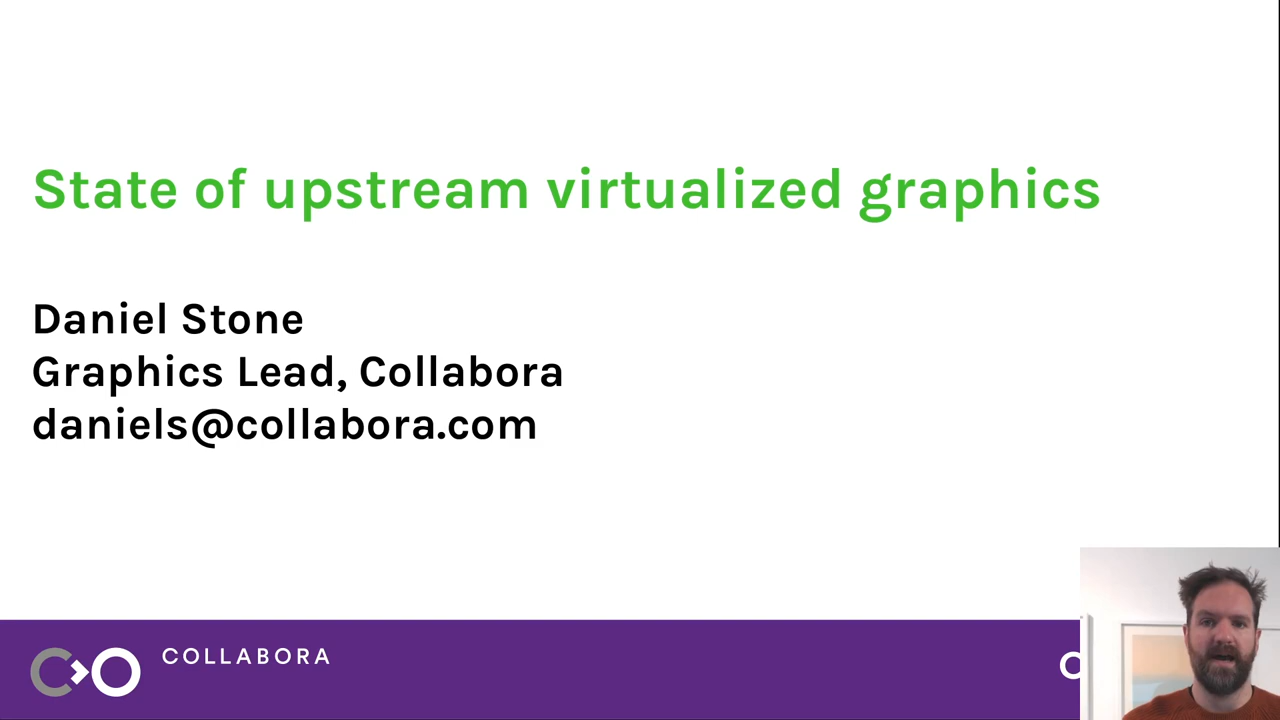 State of upstream virtualized graphics
Daniel Stone
Graphics Lead, Collabora
daniels@collabora.com
COLLABORA